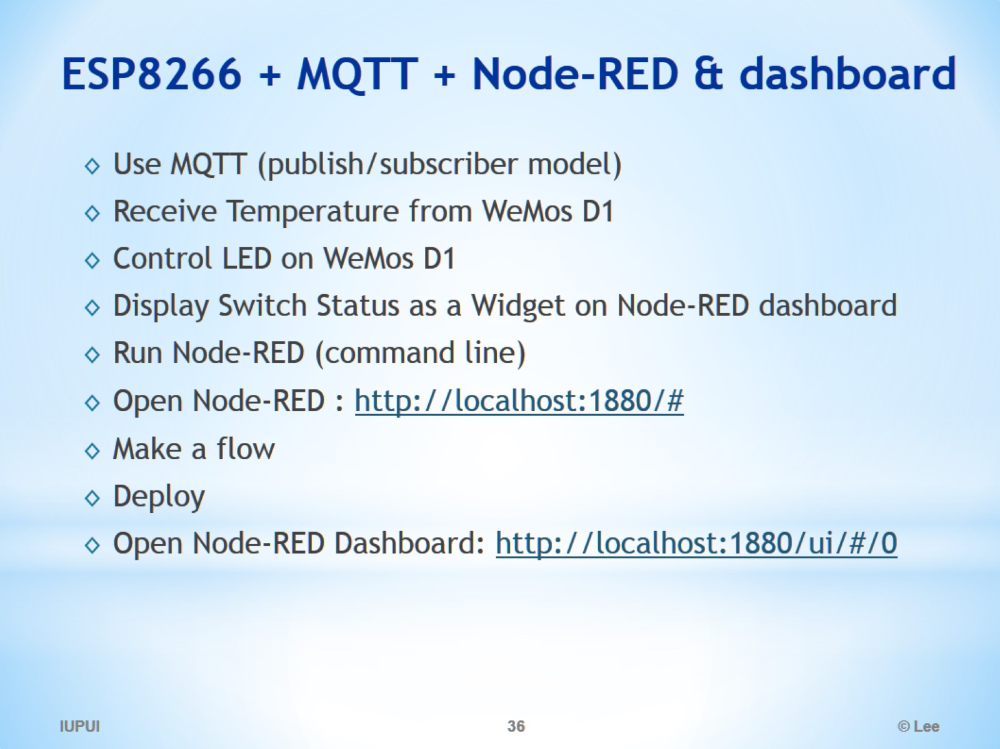 ESP8266 + MQTT + Node-RED & dashboard
Use MQTT (publish/subscriber model)
Receive Temperature from WeMos D1
Control LED on WeMos D1
Display Switch Status as a Widget on Node-RED dashboard
Run Node-RED (command line)
Open Node-RED : http://localhost:1880/#
Make a flow
Deploy
Open Node-RED Dashboard: http://localhost:1880/ui/#/0
IUPUI 36 © Lee